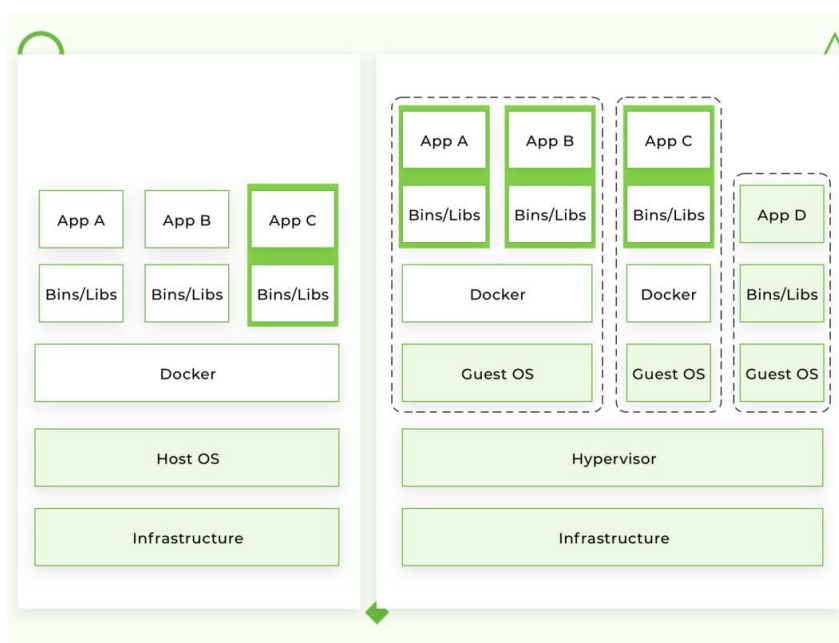 App A
App B
App C
Bins/Libs
Bins/Libs
Bins/Libs
Docker
Host OS
Infrastructure
App A
App B
App C
Bins/Libs
Bins/Libs
Bins/Libs
App D
Docker
Docker
Bins/Libs
Guest OS
Guest OS
Guest OS
Hypervisor
Infrastructure